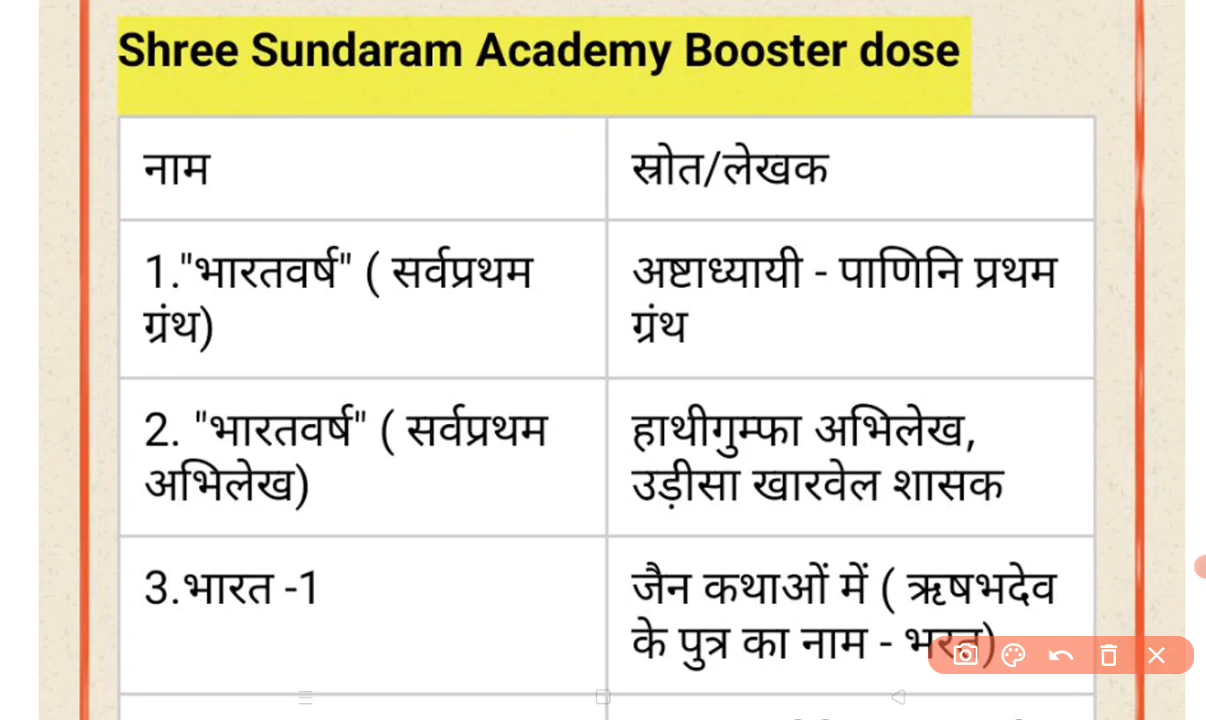 Shree Sundaram Academy Booster dose
नाम
स्रोत/लेखक
1."भारतवर्ष" ( सर्वप्रथम
ग्रंथ)
अष्टाध्यायी - पाणिनि प्रथम
ग्रंथ
2. "भारतवर्ष" ( सर्वप्रथम
अभिलेख)
हाथीगुम्फा अभिलेख,
उड़ीसा खारवेल शासक
3.भारत -1
जैन कथाओं में ( ऋषभदेव
के पुत्र का नाम - भरत)